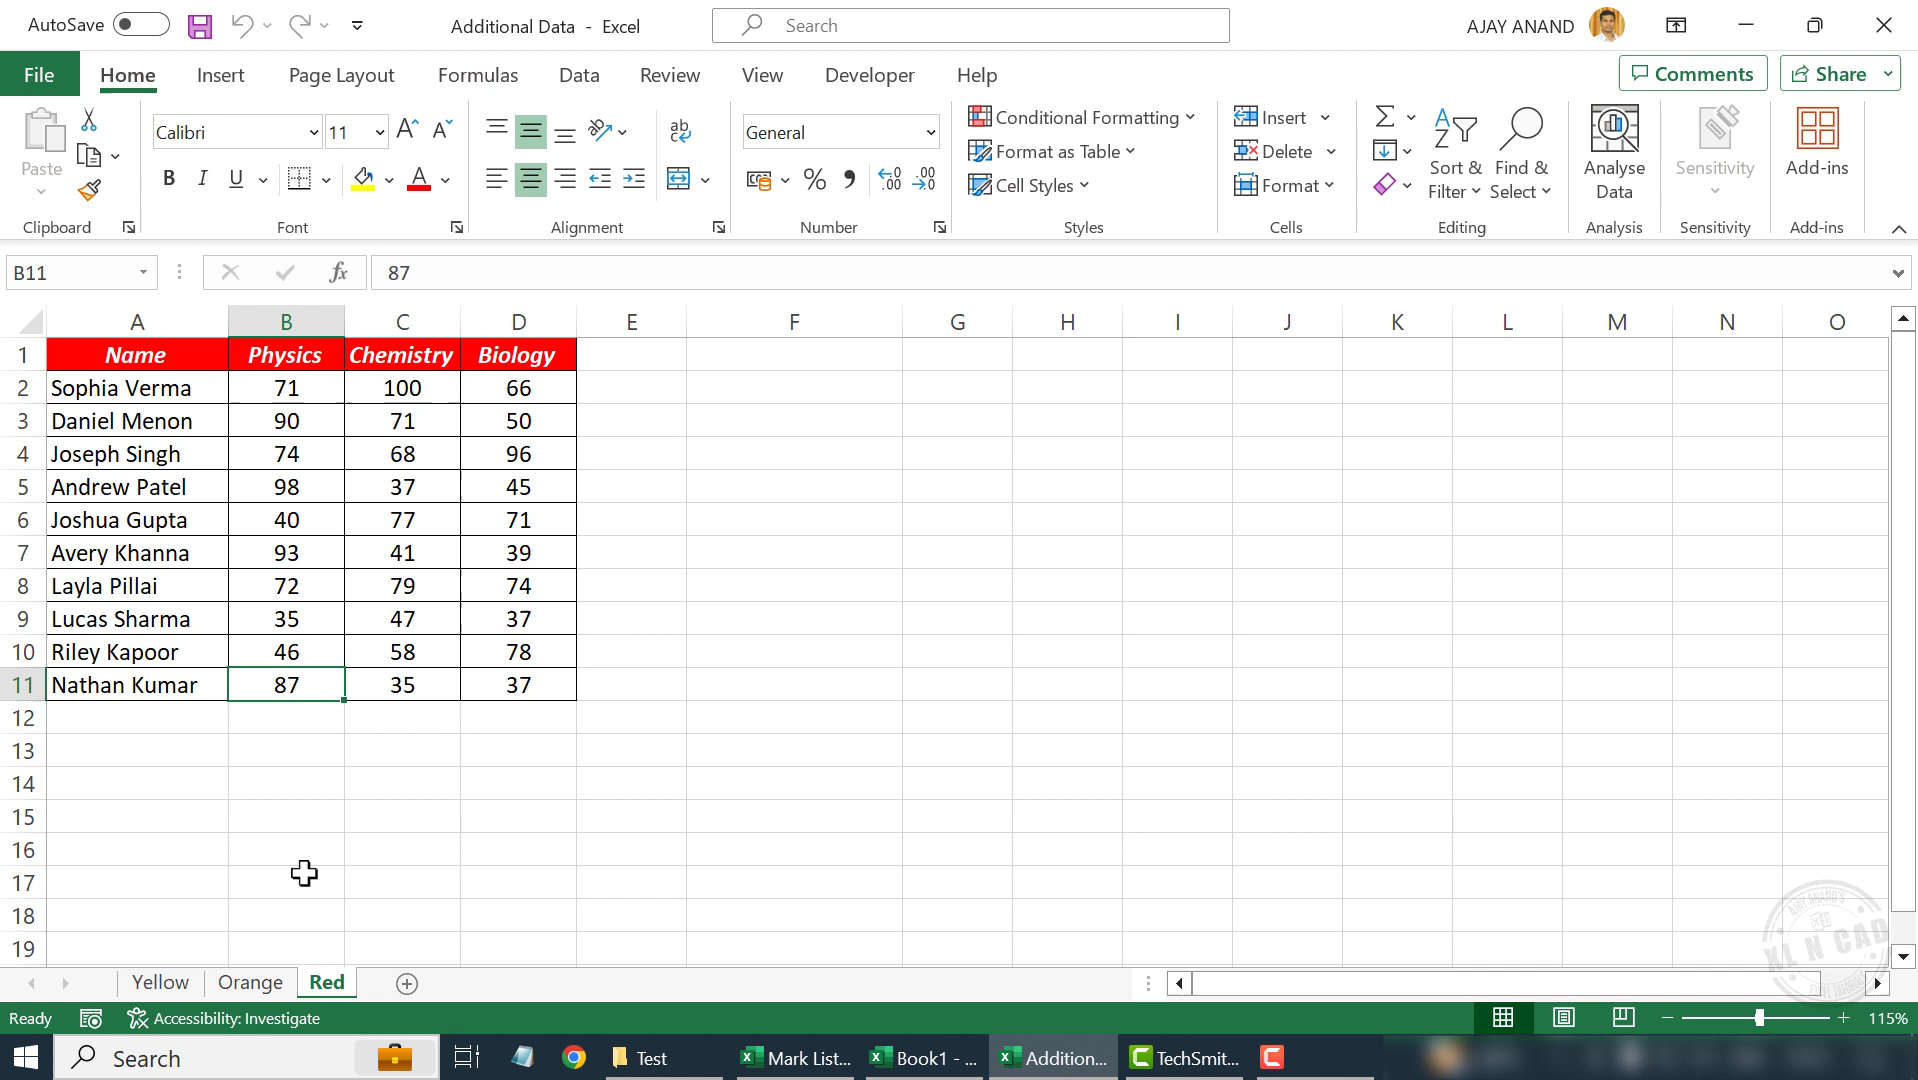 AutoSave
Additional Data - Excel
Search
AJAY ANAND
File Home Insert Page Layout Formulas Data Review View Developer Help
Comments Share
Paste
Calibri 11
General
Conditional Formatting
Format as Table
Cell Styles
Insert
Delete
Format
Sort & Filter
Find & Select
Analyse Data
Sensitivity
Add-ins
Clipboard Font Alignment Number Styles Cells Editing Analysis Sensitivity Add-ins
B11 fx 87
A B C D E F G H I J K L M N O
1 Name Physics Chemistry Biology
2 Sophia Verma 71 100 66
3 Daniel Menon 90 71 50
4 Joseph Singh 74 68 96
5 Andrew Patel 98 37 45
6 Joshua Gupta 40 77 71
7 Avery Khanna 93 41 39
8 Layla Pillai 72 79 74
9 Lucas Sharma 35 47 37
10 Riley Kapoor 46 58 78
11 Nathan Kumar 87 35 37
12
13
14
15
16
17
18
19
AJAY ANAND'S
XL N CAD
Yellow Orange Red
Ready Accessibility: Investigate 115%
Search Test Mark List... Book1 - ... Addition... TechSmit...